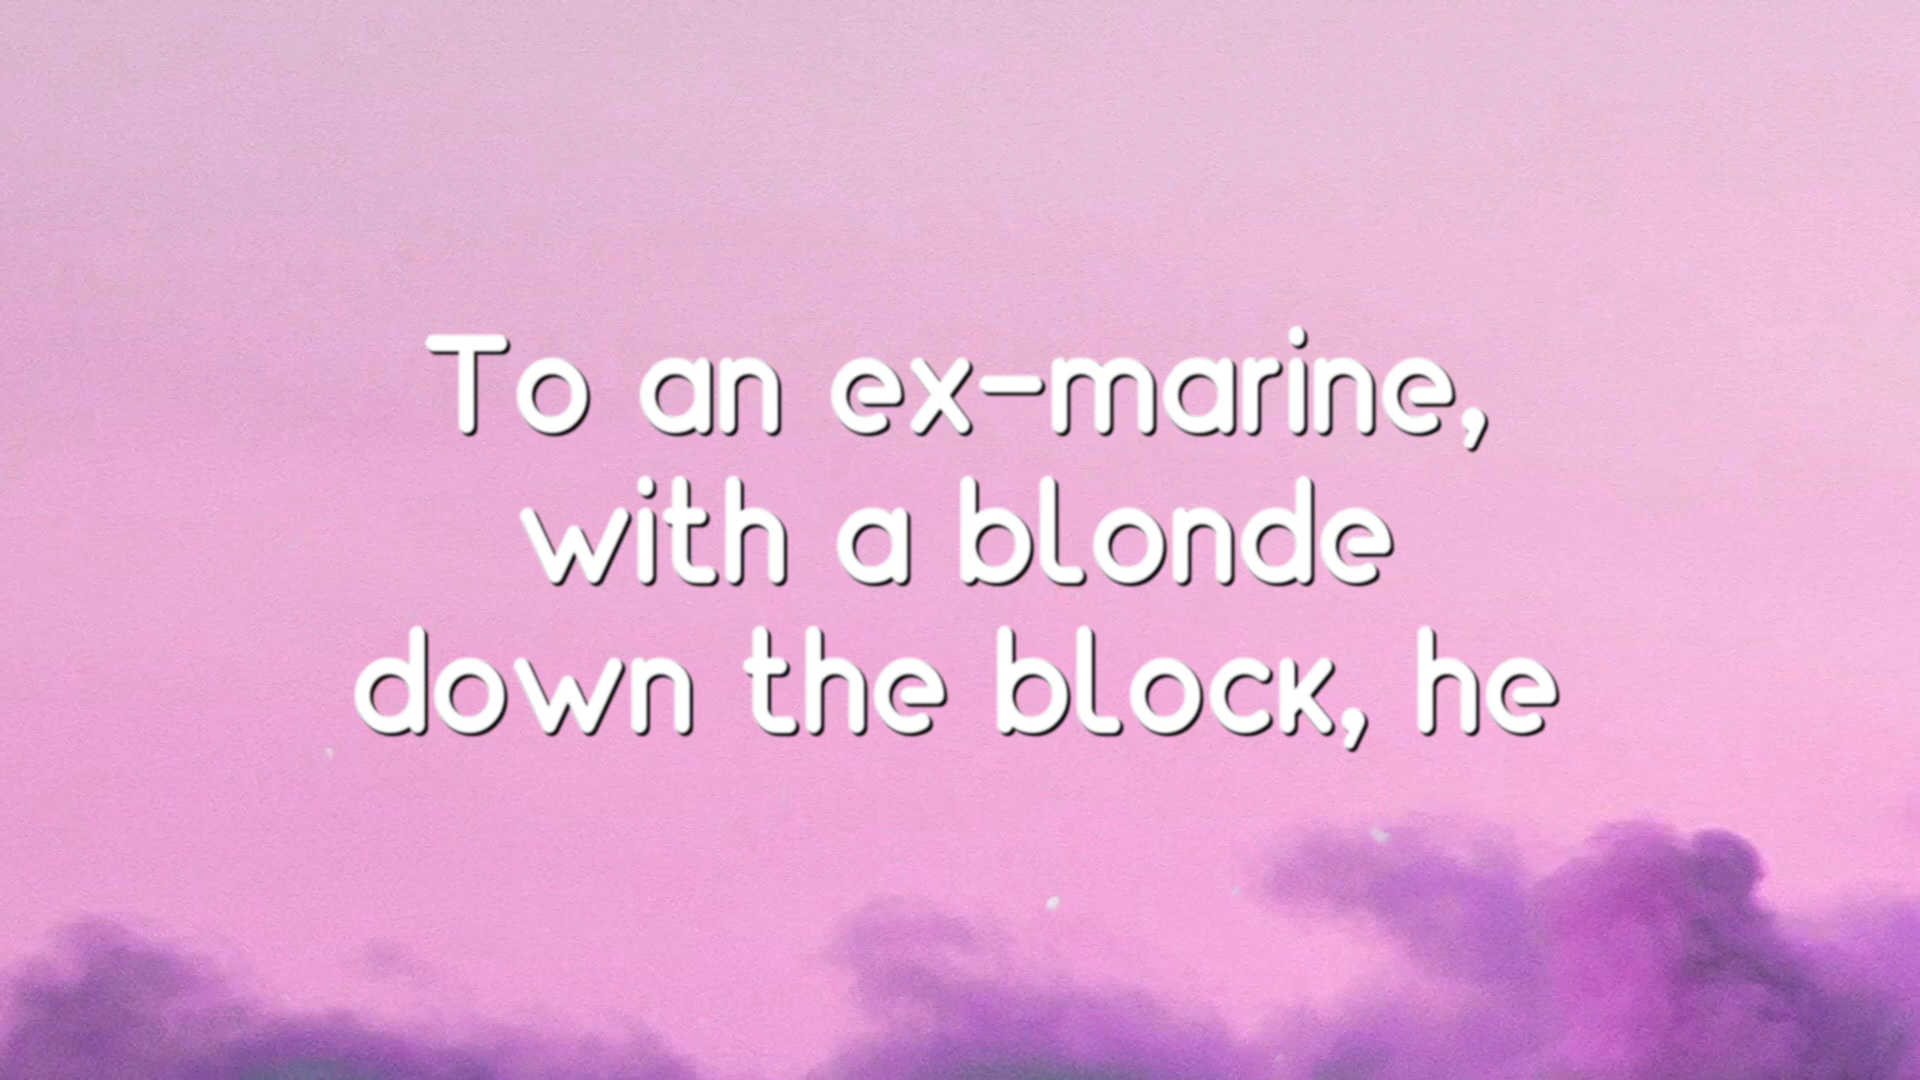 To an ex-marine,
with a blonde
down the block, he